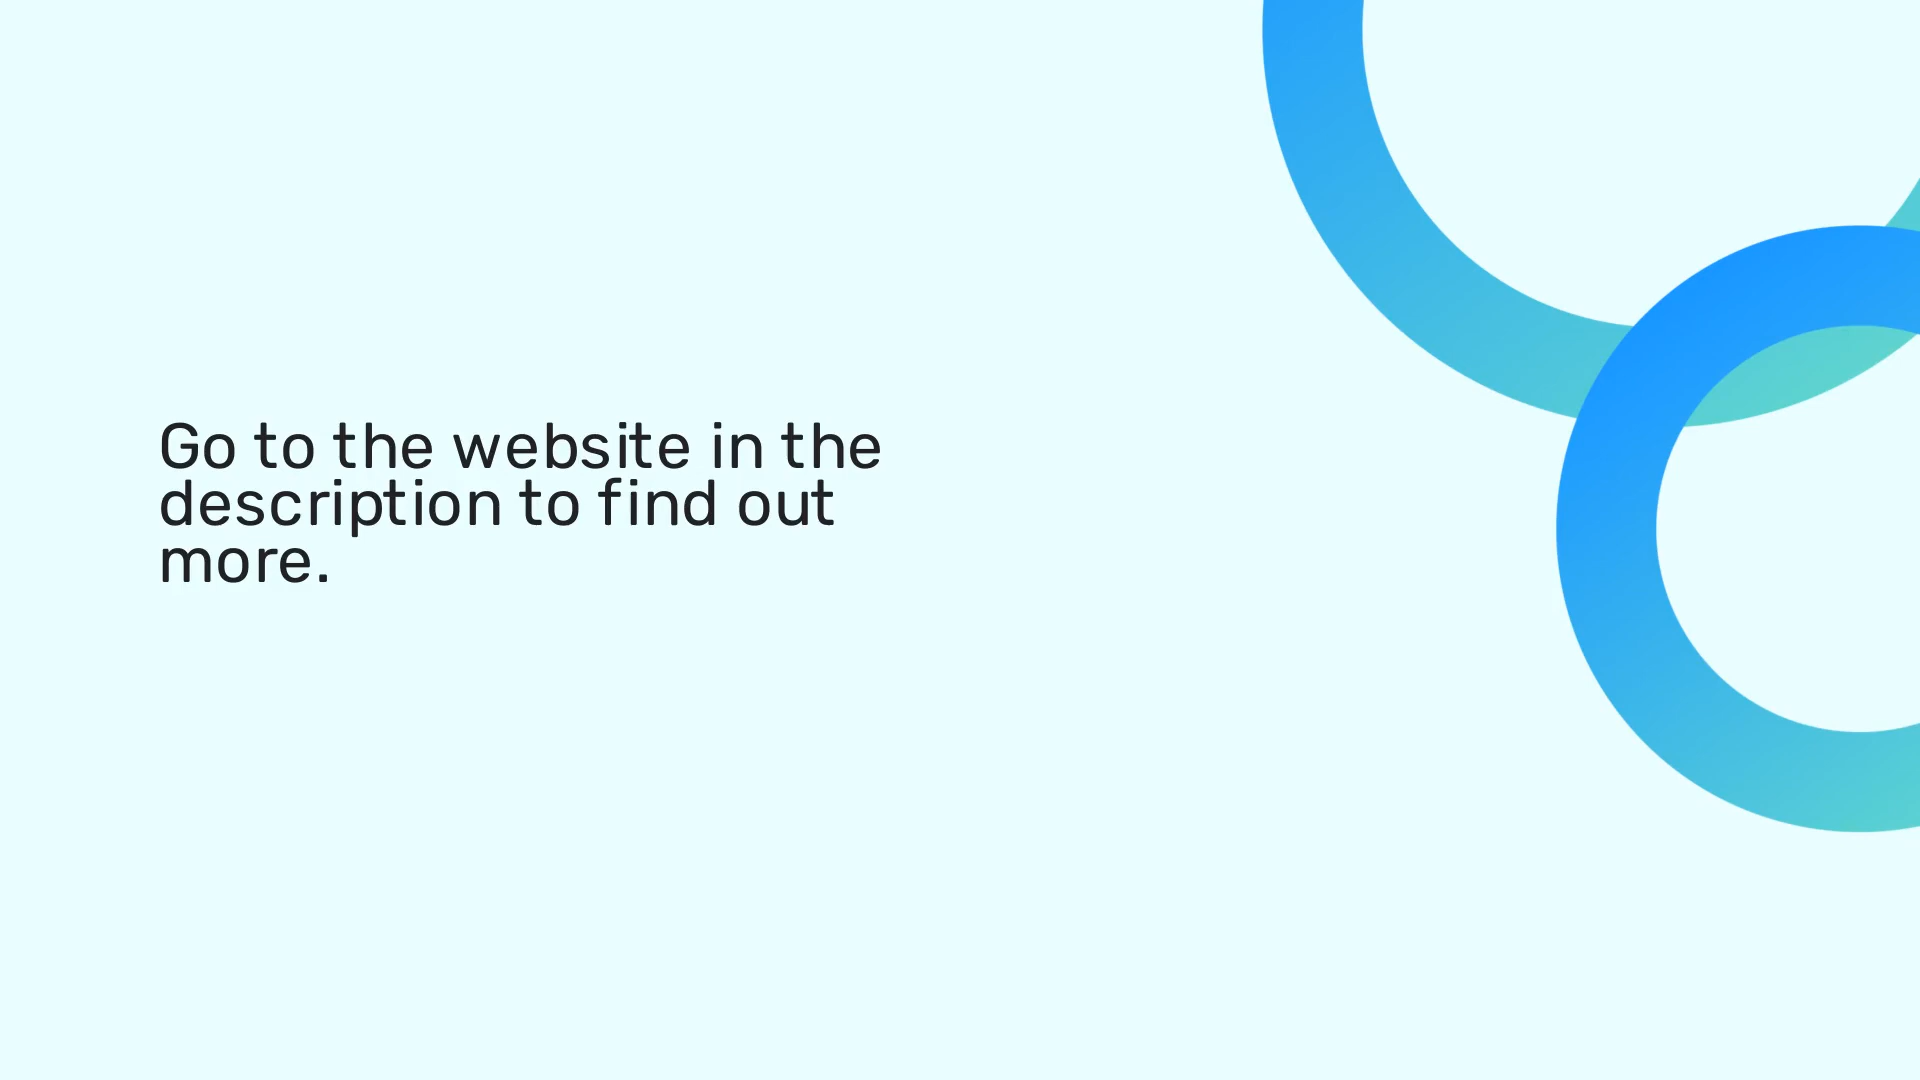 Go to the website in the
description to find out
more.